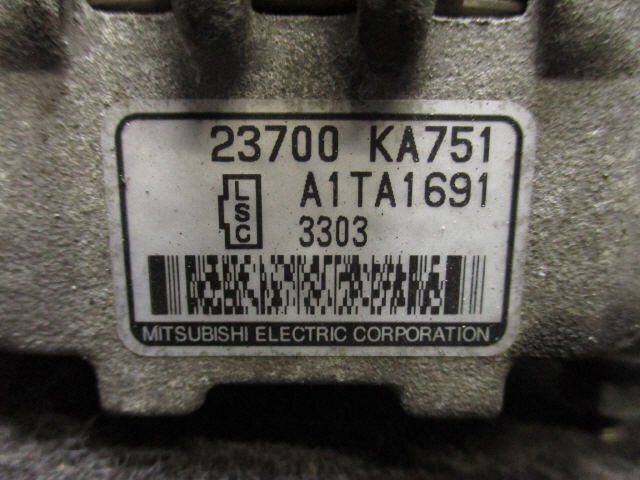 23700 KA751
LSC A1TA1691
3303
MITSUBISHI ELECTRIC CORPORATION